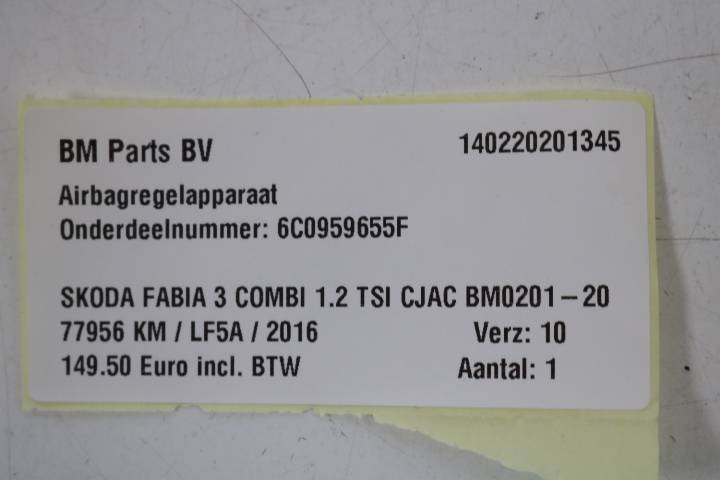 BM Parts BV 140220201345
Airbagregelapparaat
Onderdeelnummer: 6C0959655F
SKODA FABIA 3 COMBI 1.2 TSI CJAC BM0201-20
77956 KM / LF5A / 2016 Verz: 10
149.50 Euro incl. BTW Aantal: 1